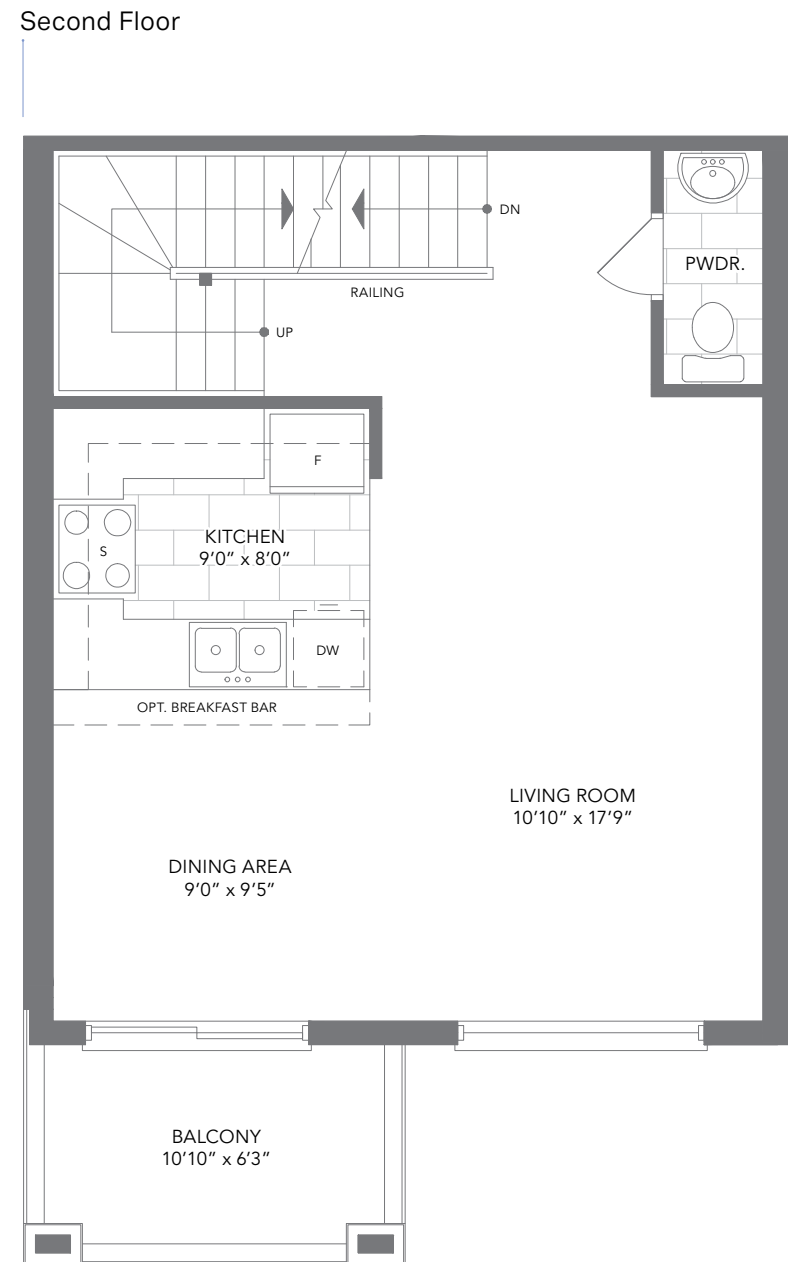 Second Floor
DN
PWDR.
RAILING
UP
F
KITCHEN
9’0” x 8’0”
S
DW
OPT. BREAKFAST BAR
LIVING ROOM
10’10” x 17’9”
DINING AREA
9’0” x 9’5”
BALCONY
10’10” x 6’3”